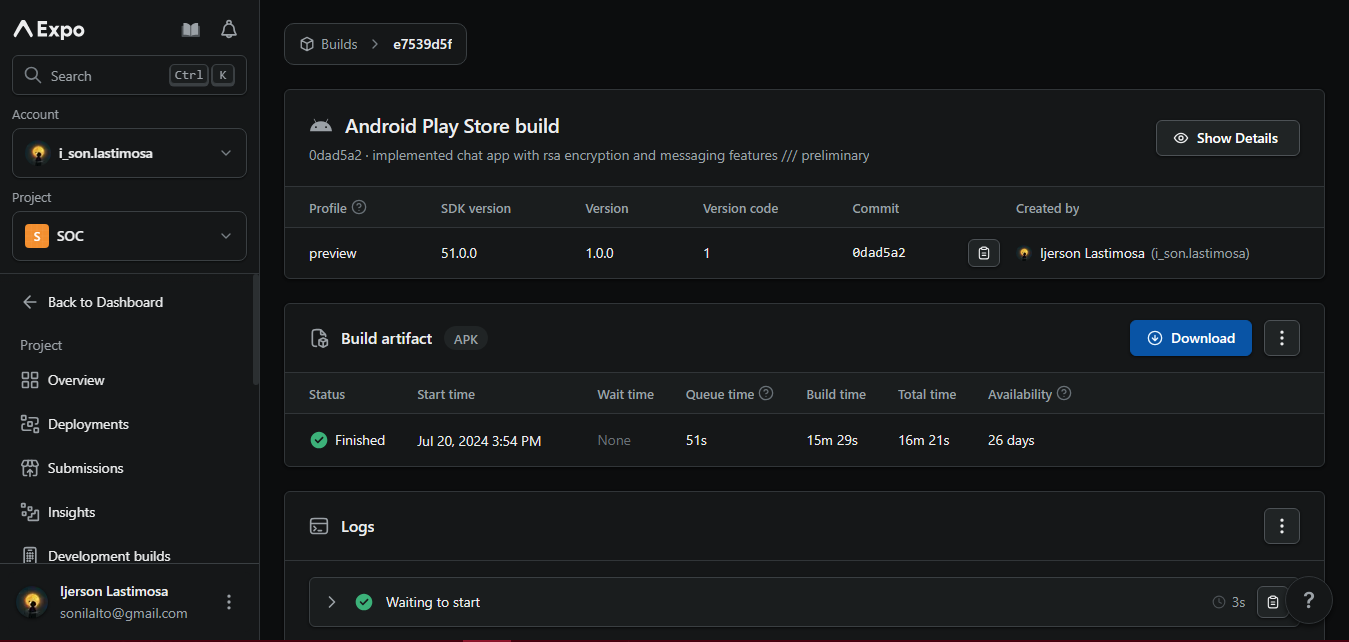 Expo
Search Ctrl K
Account
i_son.lastimosa
Project
S SOC
Back to Dashboard
Project
Overview
Deployments
Submissions
Insights
Development builds
Ijerson Lastimosa
sonilalto@gmail.com
Builds > e7539d5f
Android Play Store build
0dad5a2 · implemented chat app with rsa encryption and messaging features /// preliminary
Show Details
Profile ? SDK version Version Version code Commit Created by
preview 51.0.0 1.0.0 1 0dad5a2 Ijerson Lastimosa (i_son.lastimosa)
Build artifact APK
Download
Status Start time Wait time Queue time ? Build time Total time Availability ?
Finished Jul 20, 2024 3:54 PM None 51s 15m 29s 16m 21s 26 days
Logs
Waiting to start 3s
?